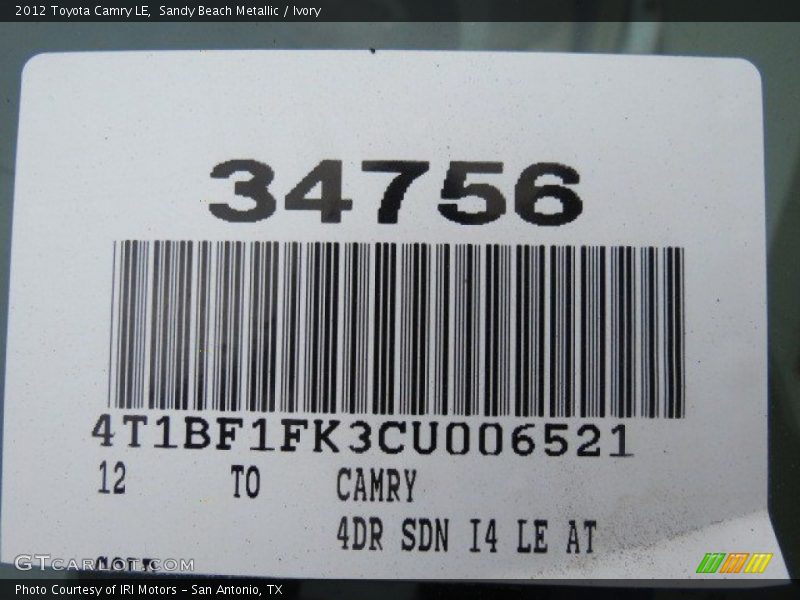 2012 Toyota Camry LE, Sandy Beach Metallic / Ivory
34756
4T1BF1FK3CU006521
12 TO CAMRY
4DR SDN I4 LE AT
GTCARLOT.COM
Photo Courtesy of IRI Motors - San Antonio, TX